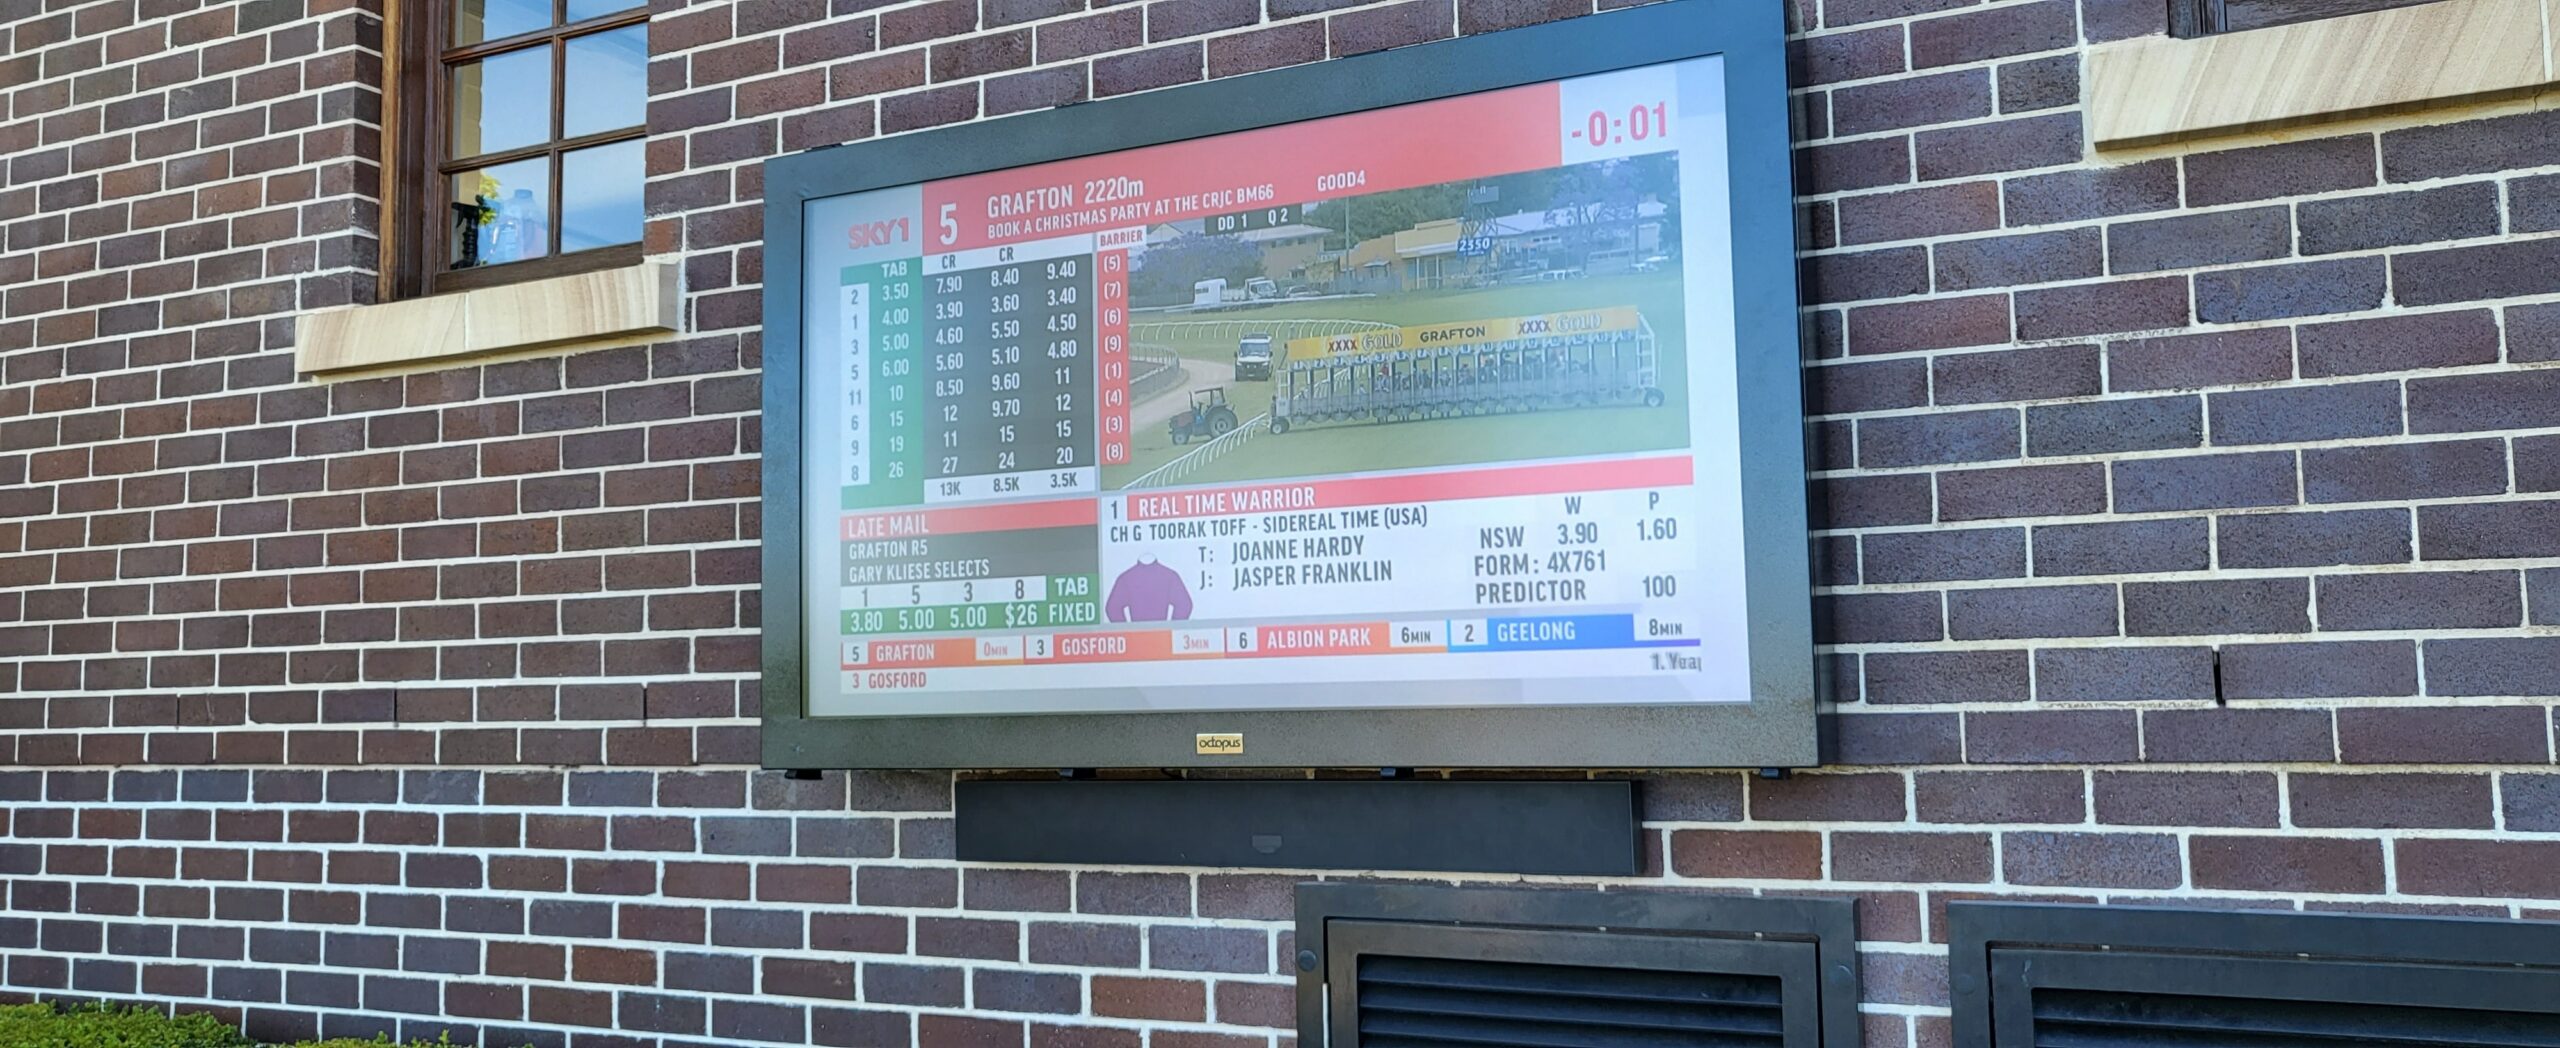 SKY1
5 GRAFTON 2220m GOOD4 -0:01
BOOK A CHRISTMAS PARTY AT THE CRJC BM66
DD 1 Q 2
TAB CR CR BARRIER
2 3.50 7.90 8.40 9.40 (5)
1 4.00 3.90 3.60 3.40 (7)
3 5.00 4.60 5.50 4.50 (6)
5 6.00 5.60 5.10 4.80 (9)
11 10 8.50 9.60 11 (1)
6 15 12 9.70 12 (4)
9 19 11 15 15 (3)
8 26 27 24 20 (8)
13K 8.5K 3.5K
2350
XXXX GOLD GRAFTON XXXX GOLD
LATE MAIL
GRAFTON R5
GARY KLIESE SELECTS
1 5 3 8 TAB
3.80 5.00 5.00 $26 FIXED
1 REAL TIME WARRIOR
CH G TOORAK TOFF - SIDEREAL TIME (USA)
T: JOANNE HARDY
J: JASPER FRANKLIN
W P
NSW 3.90 1.60
FORM: 4X761
PREDICTOR 100
5 GRAFTON 0MIN 3 GOSFORD 3MIN 6 ALBION PARK 6MIN 2 GEELONG 8MIN
3 GOSFORD
octopus